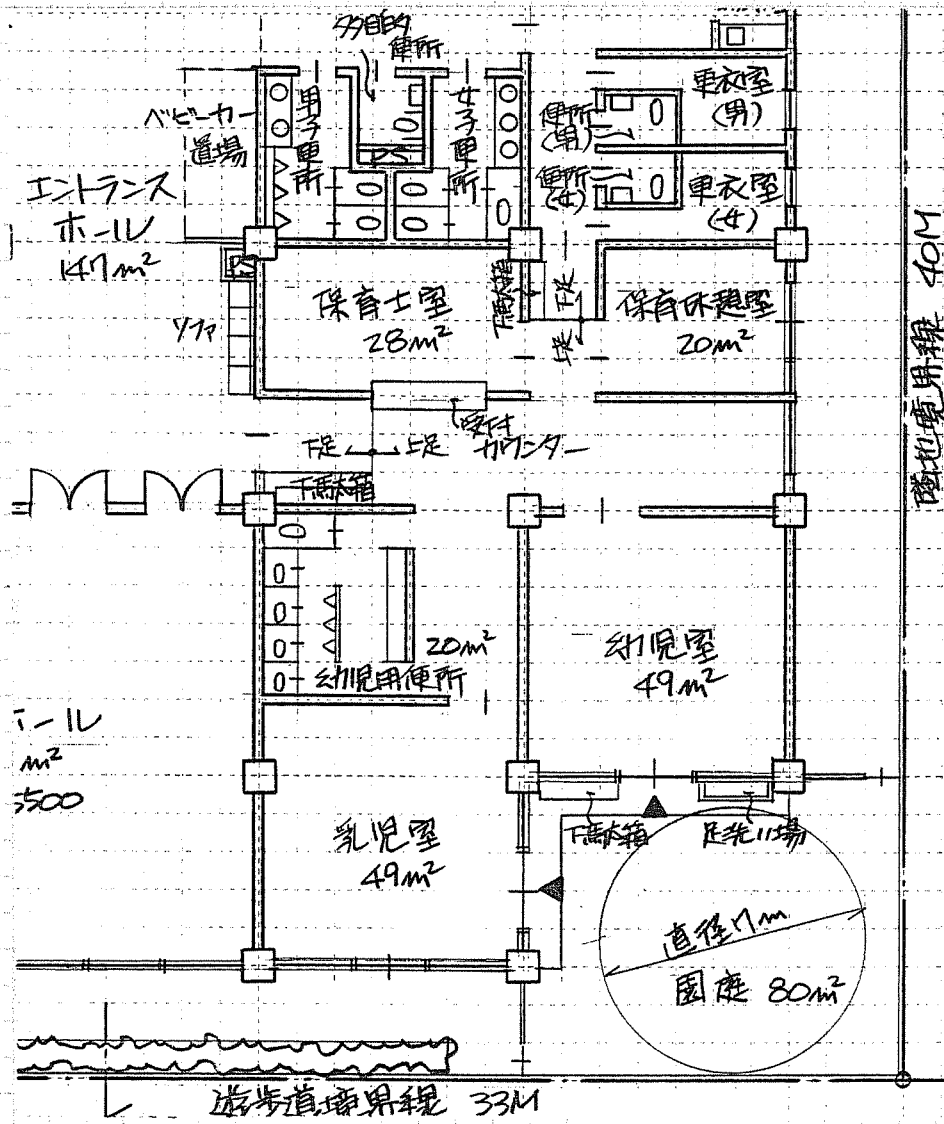 多目的
便所
ベビーカー
置場
男子便所
女子便所
PS
便所
(男)
便所
(女)
更衣室
(男)
更衣室
(女)
エントランス
ホール
147m²
PS
ソファ
保育士室
28m²
下駄箱
下足
上足
保育休憩室
20m²
隣地境界線 40M
受付
カウンター
下足
上足
下駄箱
20m²
幼児用便所
幼児室
49m²
ホール
m²
3500
乳児室
49m²
下駄箱
足洗い場
直径7m
園庭 80m²
遊歩道境界線 33M